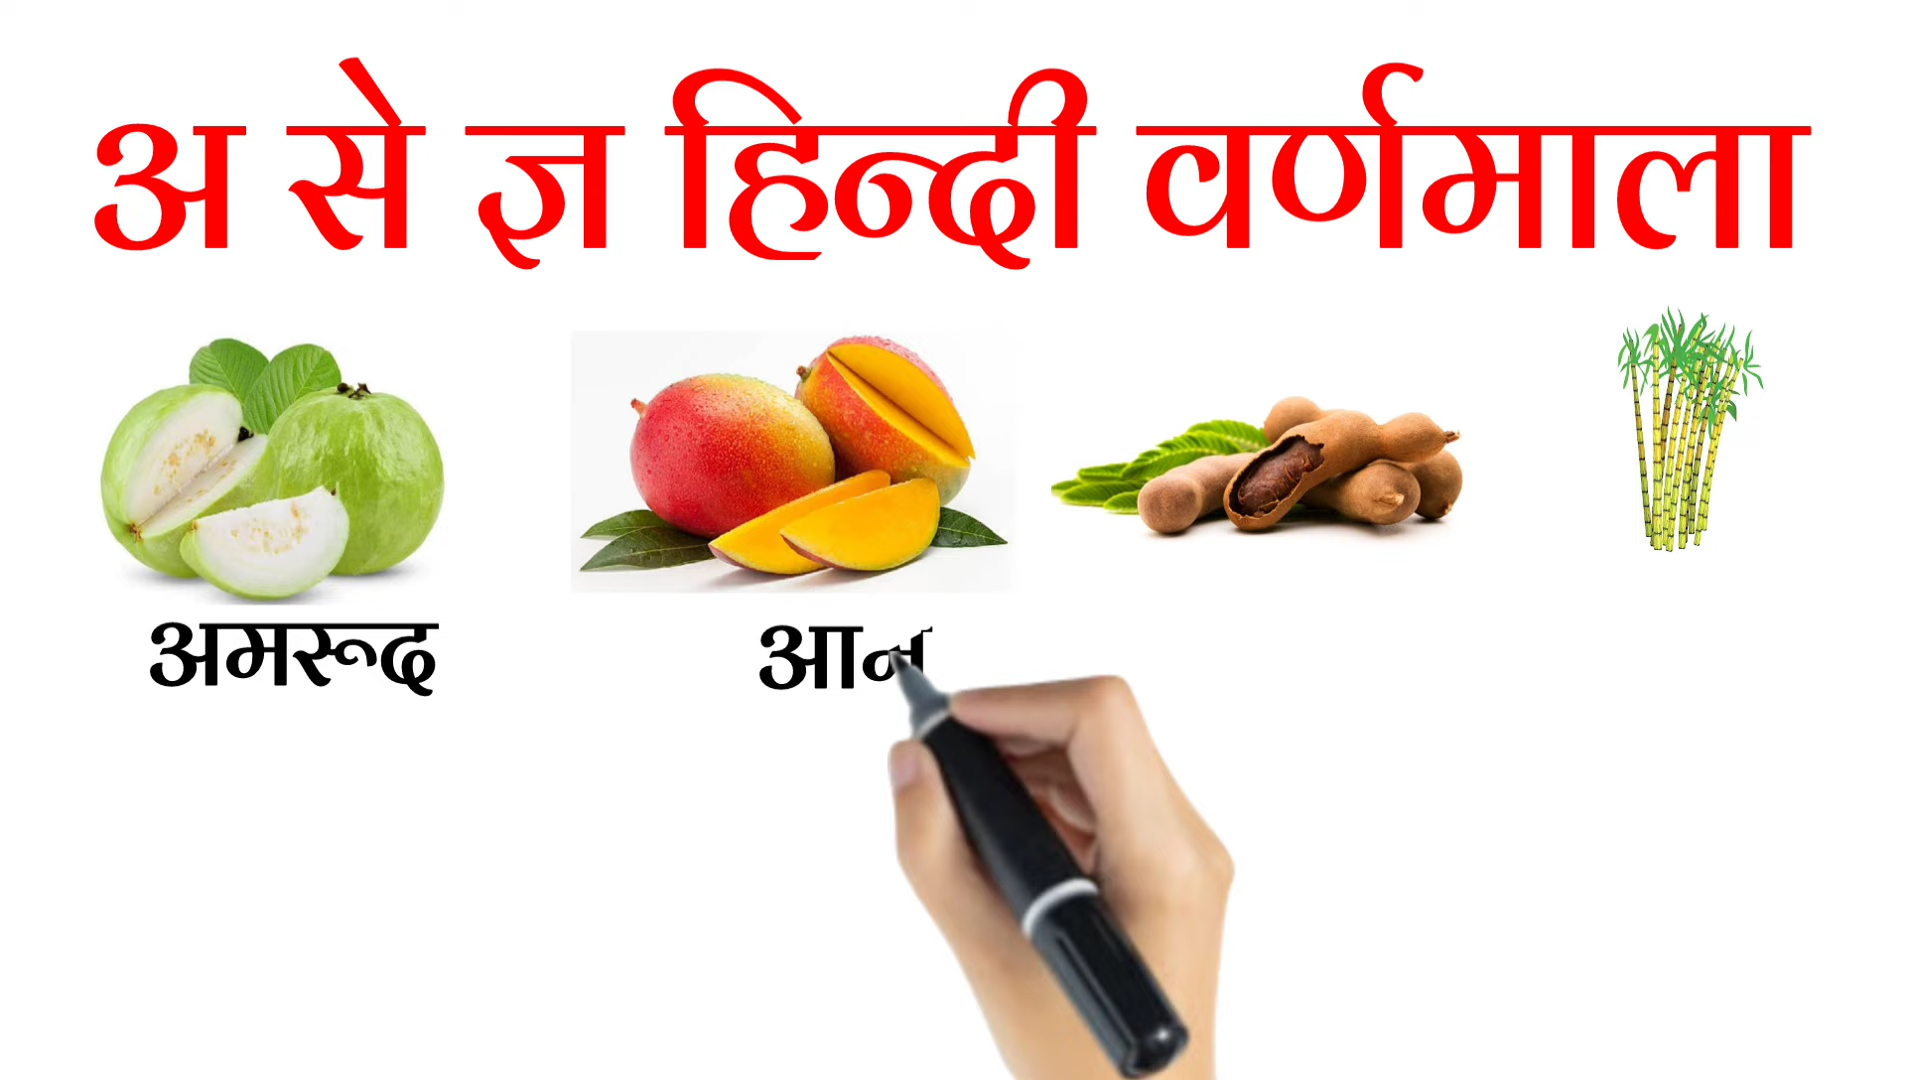 अ से ज्ञ हिन्दी वर्णमाला
अमरूद